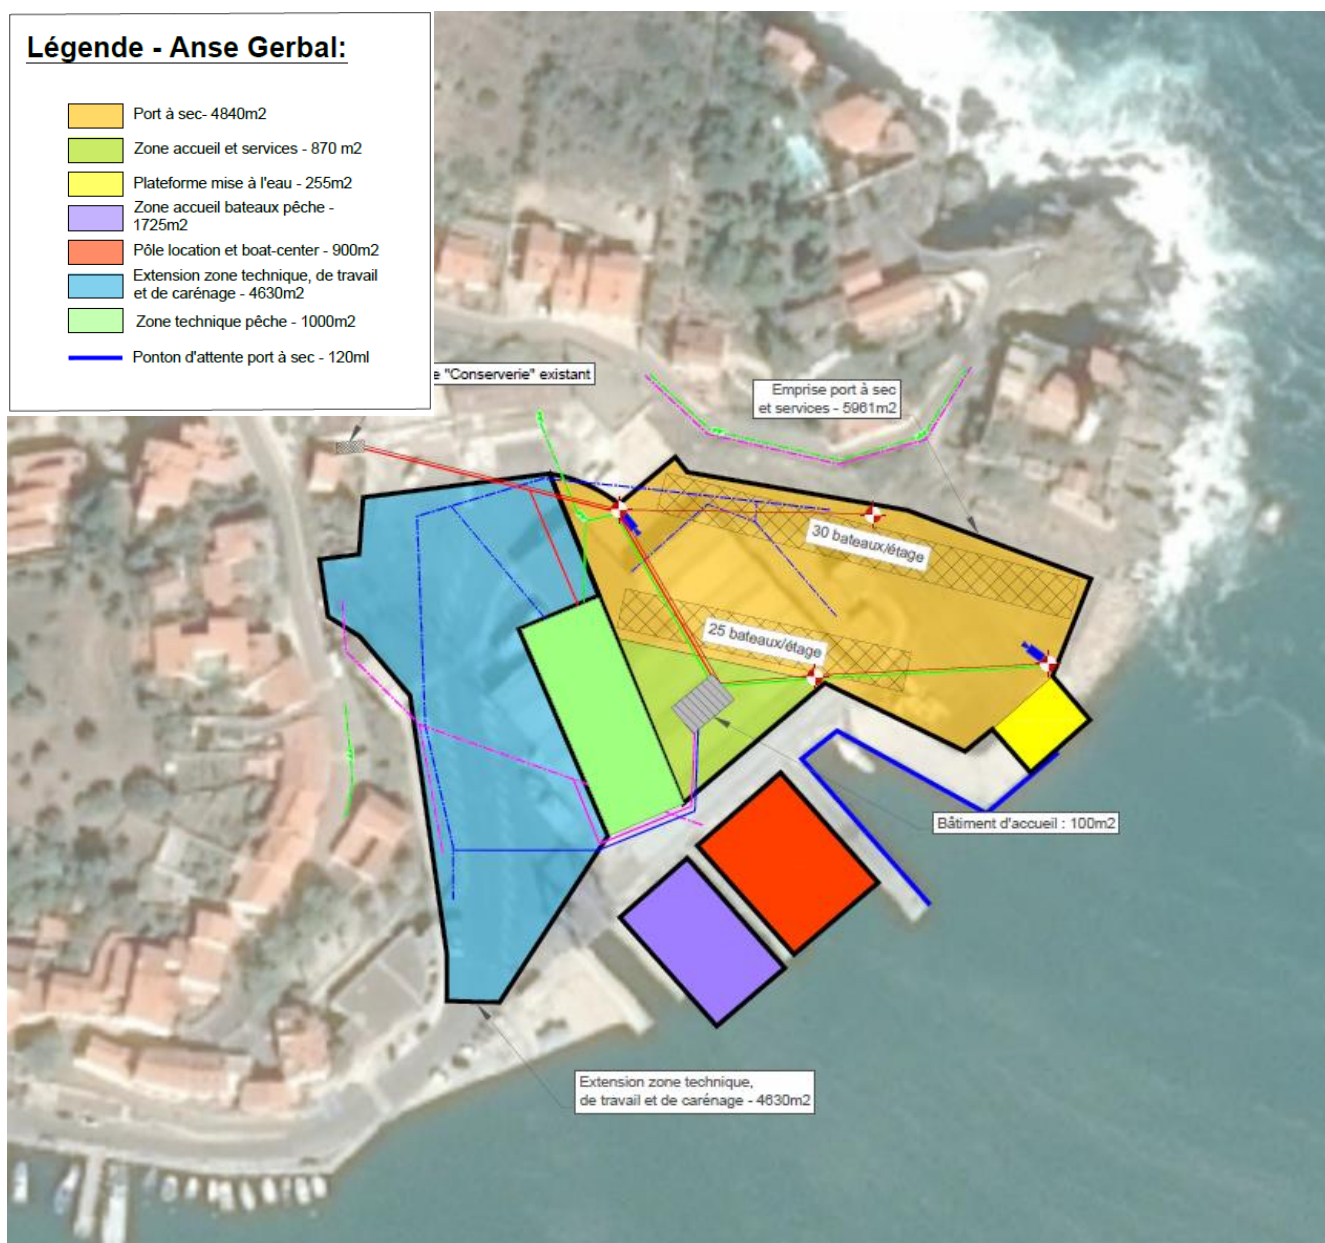 Légende - Anse Gerbal:
Port à sec- 4840m2
Zone accueil et services - 870 m2
Plateforme mise à l'eau - 255m2
Zone accueil bateaux pêche -
1725m2
Pôle location et boat-center - 900m2
Extension zone technique, de travail
et de carénage - 4630m2
Zone technique pêche - 1000m2
Ponton d'attente port à sec - 120ml
e "Conserverie" existant
Emprise port à sec
et services - 5961m2
30 bateaux/étage
25 bateaux/étage
Bâtiment d'accueil : 100m2
Extension zone technique,
de travail et de carénage - 4630m2